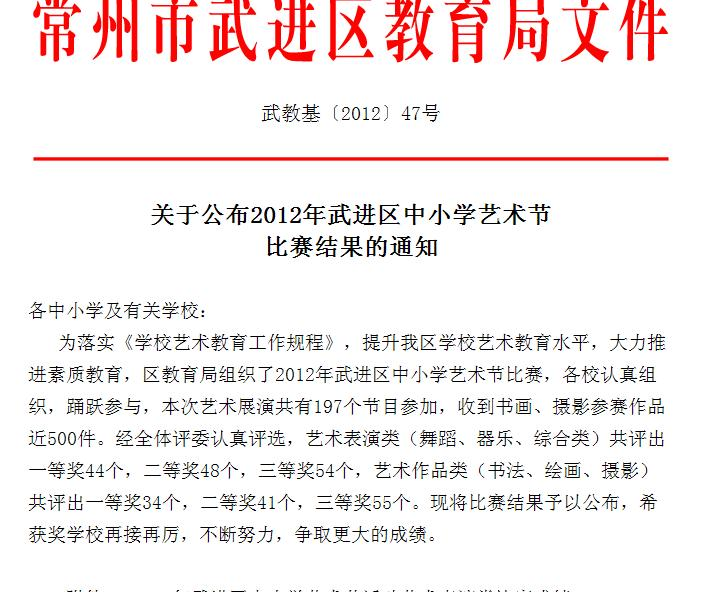 常州市武进区教育局文件
武教基〔2012〕47号
关于公布2012年武进区中小学艺术节
比赛结果的通知
各中小学及有关学校：
为落实《学校艺术教育工作规程》，提升我区学校艺术教育水平，大力推
进素质教育，区教育局组织了2012年武进区中小学艺术节比赛，各校认真组
织，踊跃参与，本次艺术展演共有197个节目参加，收到书画、摄影参赛作品
近500件。经全体评委认真评选，艺术表演类（舞蹈、器乐、综合类）共评出
一等奖44个，二等奖48个，三等奖54个，艺术作品类（书法、绘画、摄影）
共评出一等奖34个，二等奖41个，三等奖55个。现将比赛结果予以公布，希
获奖学校再接再厉，不断努力，争取更大的成绩。